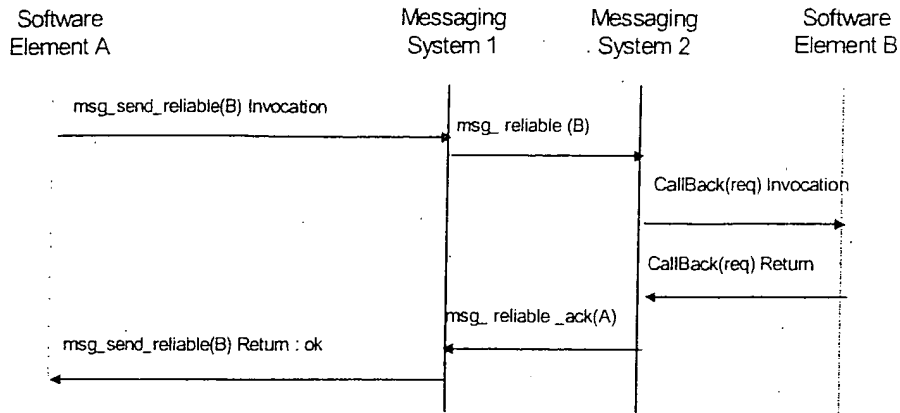 Software
Element A
Messaging
System 1
Messaging
System 2
Software
Element B
msg_send_reliable(B) Invocation
msg_ reliable (B)
CallBack(req) Invocation
CallBack(req) Return
msg_ reliable _ack(A)
msg_send_reliable(B) Return : ok